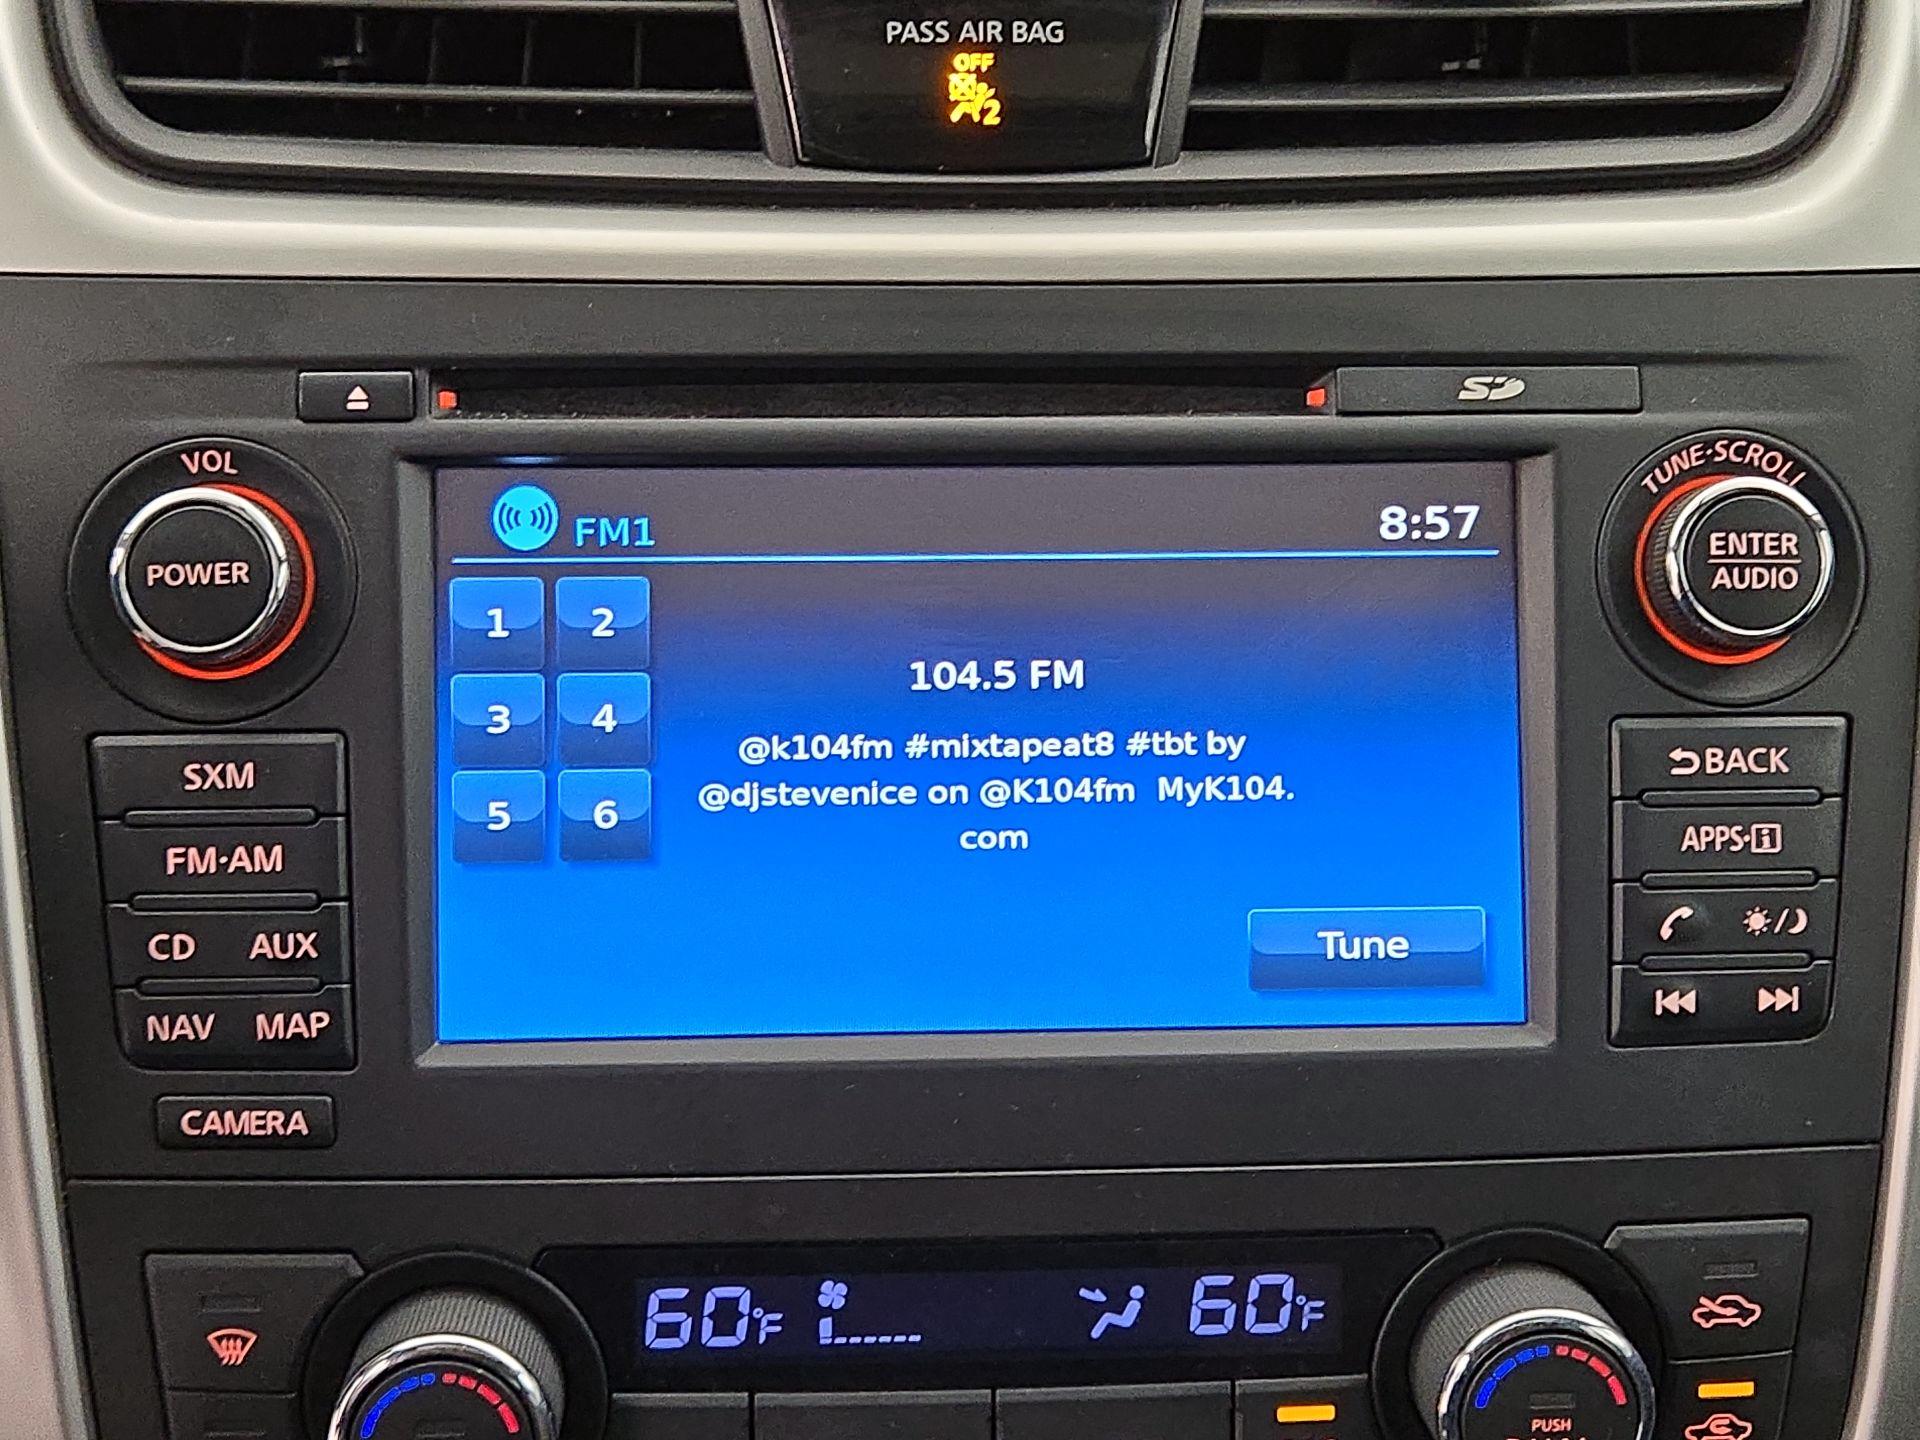 PASS AIR BAG
OFF
2
SD
VOL
POWER
TUNE·SCROLL
ENTER
AUDIO
FM1
8:57
1 2
3 4
5 6
104.5 FM
@k104fm #mixtapeat8 #tbt by
@djstevenice on @K104fm MyK104.
com
Tune
SXM
FM·AM
CD AUX
NAV MAP
CAMERA
BACK
APPS·i
60°F
60°F
PUSH